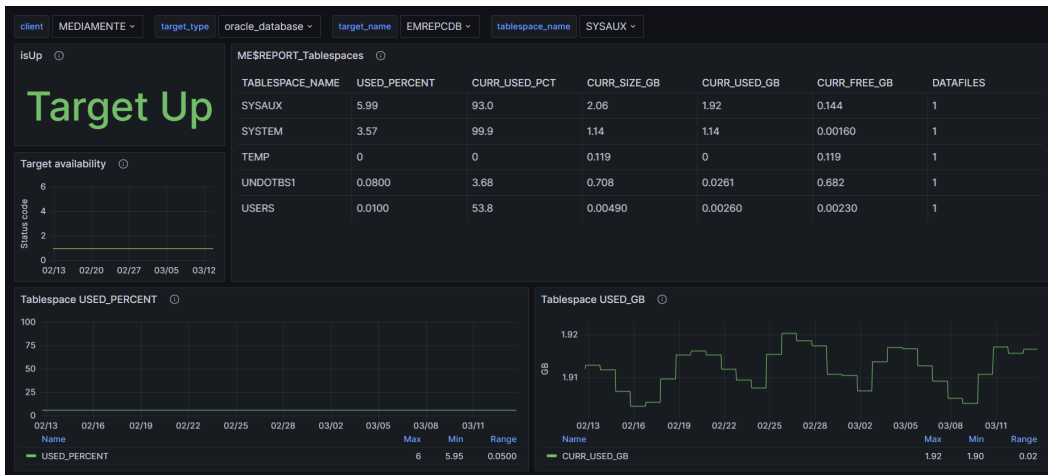 client MEDIAMENTE target_type oracle_database target_name EMREPCDB tablespace_name SYSAUX
isUp
Target Up
Target availability
Status code
6
4
2
0
02/13 02/20 02/27 03/05 03/12
ME$REPORT_Tablespaces
TABLESPACE_NAME USED_PERCENT CURR_USED_PCT CURR_SIZE_GB CURR_USED_GB CURR_FREE_GB DATAFILES
SYSAUX 5.99 93.0 2.06 1.92 0.144 1
SYSTEM 3.57 99.9 1.14 1.14 0.00160 1
TEMP 0 0 0.119 0 0.119 1
UNDOTBS1 0.0800 3.68 0.708 0.0261 0.682 1
USERS 0.0100 53.8 0.00490 0.00260 0.00230 1
Tablespace USED_PERCENT
100
75
50
25
0
02/13 02/16 02/19 02/22 02/25 02/28 03/02 03/05 03/08 03/11
Name Max Min Range
USED_PERCENT 6 5.95 0.0500
Tablespace USED_GB
GB
1.92
1.91
02/13 02/16 02/19 02/22 02/25 02/28 03/02 03/05 03/08 03/11
Name Max Min Range
CURR_USED_GB 1.92 1.90 0.02